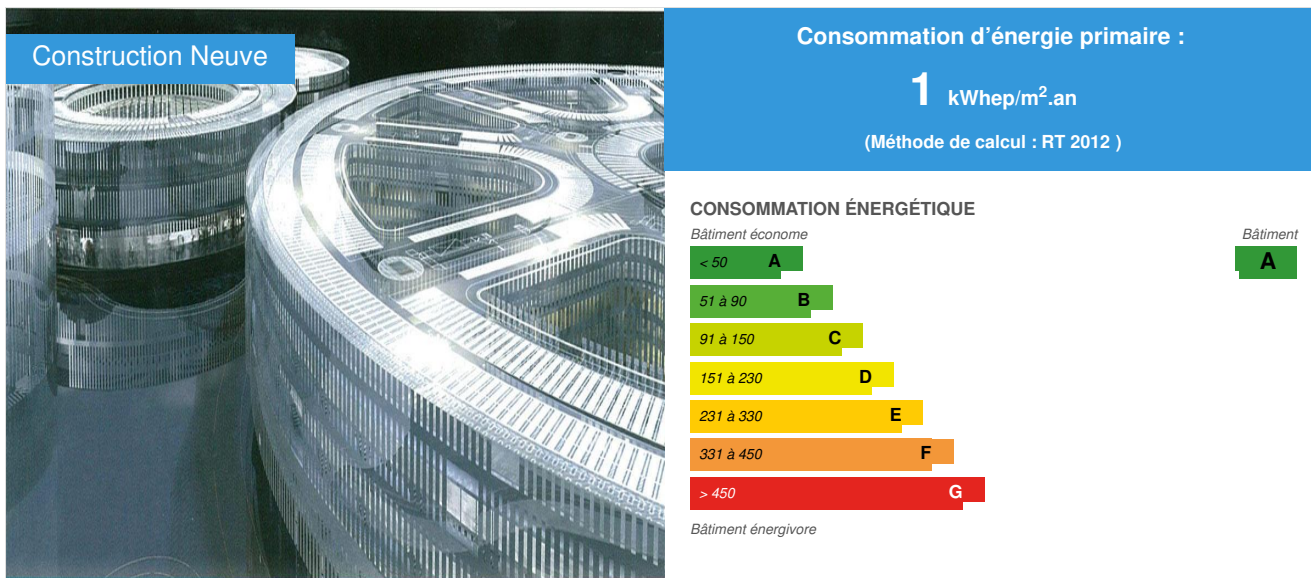 Construction Neuve
Consommation d'énergie primaire :
1 kWhep/m².an
(Méthode de calcul : RT 2012 )
CONSOMMATION ÉNERGÉTIQUE
Bâtiment économe
Bâtiment
< 50 A
A
51 à 90 B
91 à 150 C
151 à 230 D
231 à 330 E
331 à 450 F
> 450 G
Bâtiment énergivore